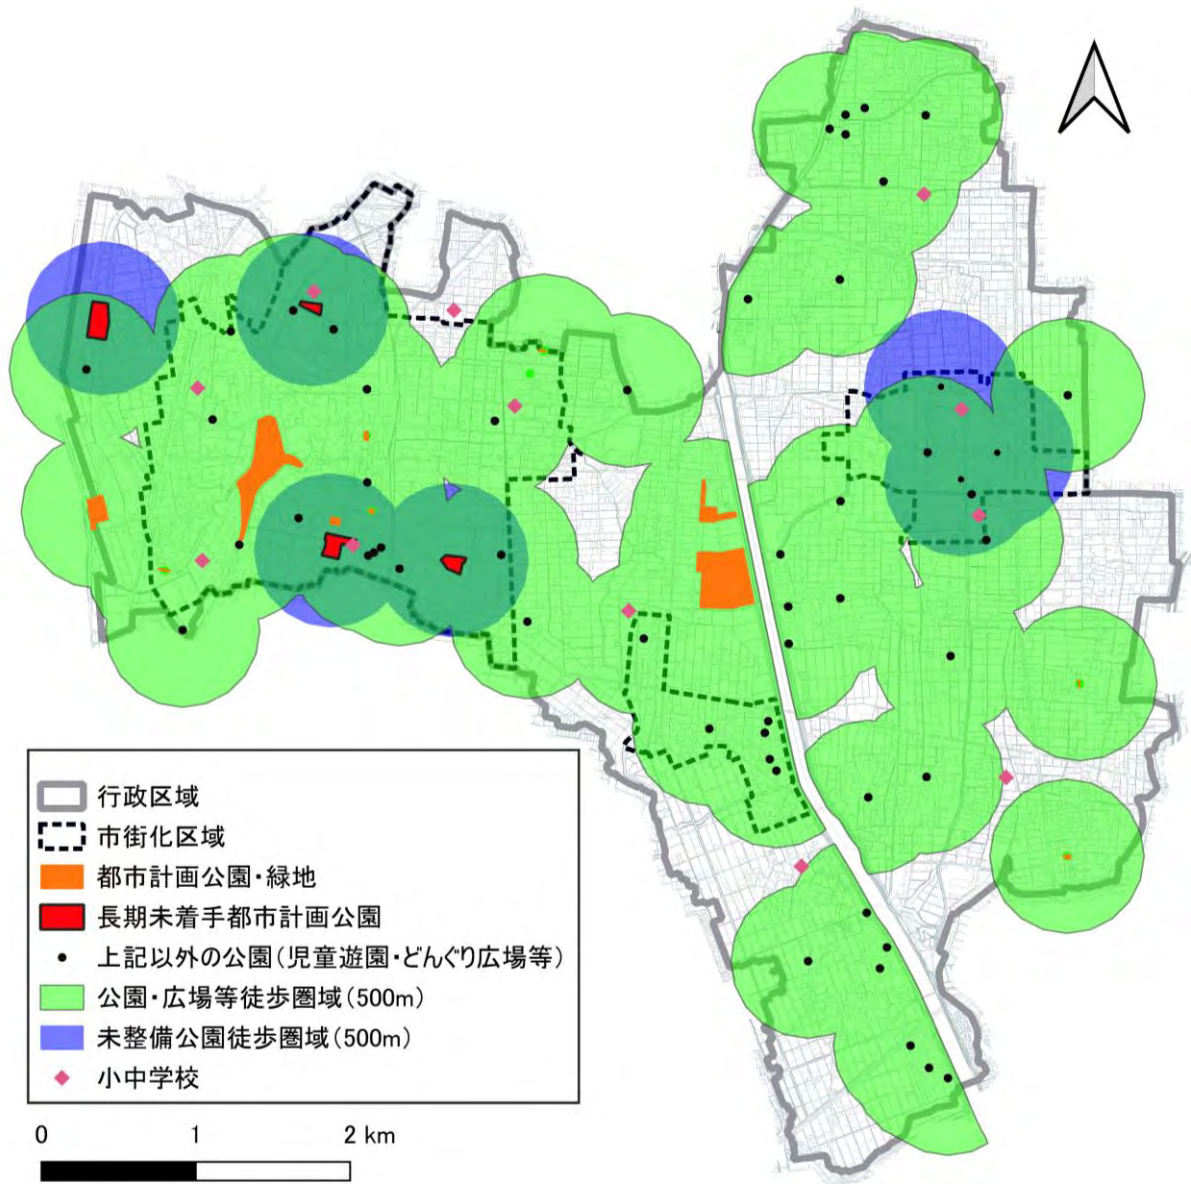 行政区域
市街化区域
都市計画公園・緑地
長期未着手都市計画公園
上記以外の公園(児童遊園・どんぐり広場等)
公園・広場等徒歩圏域(500m)
未整備公園徒歩圏域(500m)
小中学校
0 1 2 km